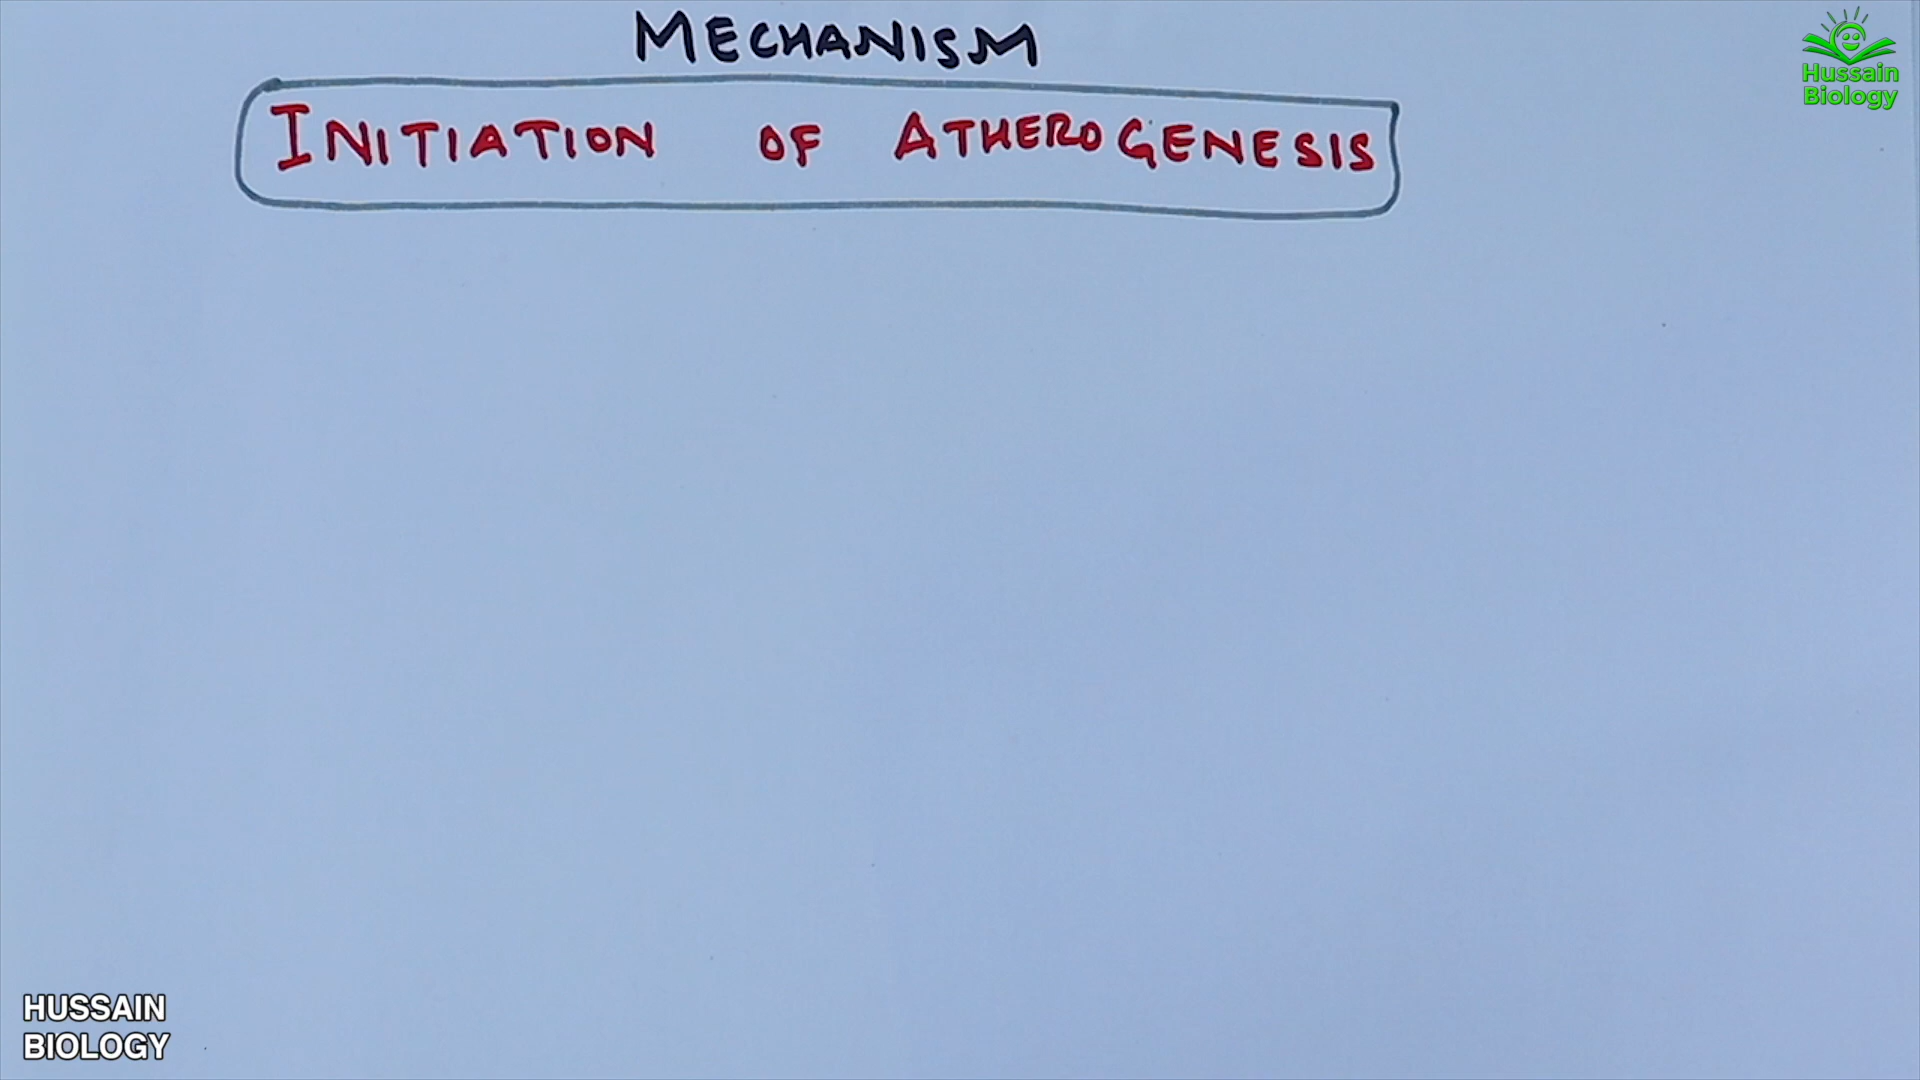 MECHANISM
INITIATION OF ATHEROGENESIS
Hussain
Biology
HUSSAIN
BIOLOGY